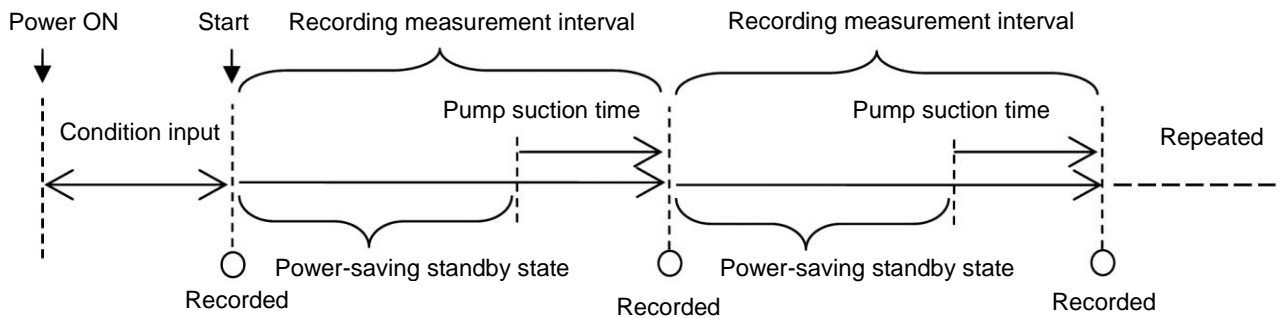 Power ON
Start
Recording measurement interval
Recording measurement interval
Pump suction time
Pump suction time
Condition input
Repeated
Power-saving standby state
Power-saving standby state
Recorded
Recorded
Recorded